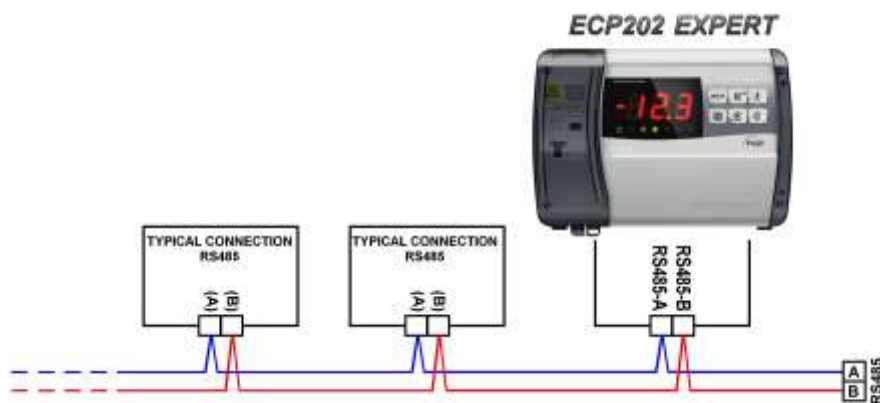 ECP202 EXPERT
-12.3
TYPICAL CONNECTION
RS485
(A)
(B)
TYPICAL CONNECTION
RS485
(A)
(B)
RS485-A
RS485-B
A
B
RS485